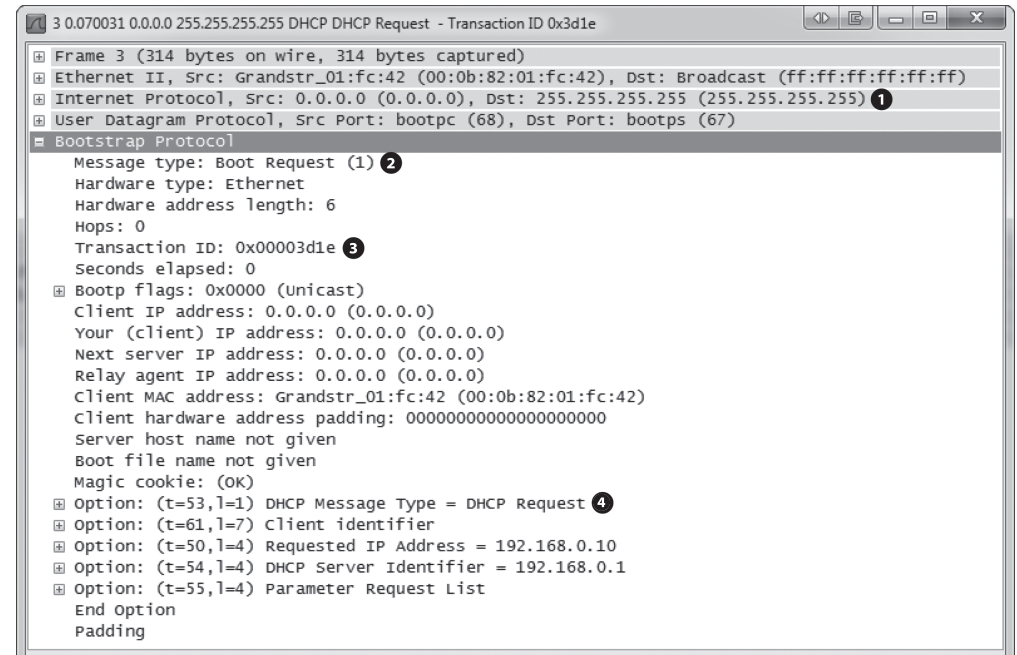 3 0.070031 0.0.0.0 255.255.255.255 DHCP DHCP Request - Transaction ID 0x3d1e
Frame 3 (314 bytes on wire, 314 bytes captured)
Ethernet II, Src: Grandstr_01:fc:42 (00:0b:82:01:fc:42), Dst: Broadcast (ff:ff:ff:ff:ff:ff)
Internet Protocol, Src: 0.0.0.0 (0.0.0.0), Dst: 255.255.255.255 (255.255.255.255) 1
User Datagram Protocol, Src Port: bootpc (68), Dst Port: bootps (67)
Bootstrap Protocol
Message type: Boot Request (1) 2
Hardware type: Ethernet
Hardware address length: 6
Hops: 0
Transaction ID: 0x00003d1e 3
Seconds elapsed: 0
Bootp flags: 0x0000 (Unicast)
Client IP address: 0.0.0.0 (0.0.0.0)
Your (client) IP address: 0.0.0.0 (0.0.0.0)
Next server IP address: 0.0.0.0 (0.0.0.0)
Relay agent IP address: 0.0.0.0 (0.0.0.0)
Client MAC address: Grandstr_01:fc:42 (00:0b:82:01:fc:42)
Client hardware address padding: 00000000000000000000
Server host name not given
Boot file name not given
Magic cookie: (OK)
Option: (t=53,l=1) DHCP Message Type = DHCP Request 4
Option: (t=61,l=7) Client identifier
Option: (t=50,l=4) Requested IP Address = 192.168.0.10
Option: (t=54,l=4) DHCP Server Identifier = 192.168.0.1
Option: (t=55,l=4) Parameter Request List
End Option
Padding